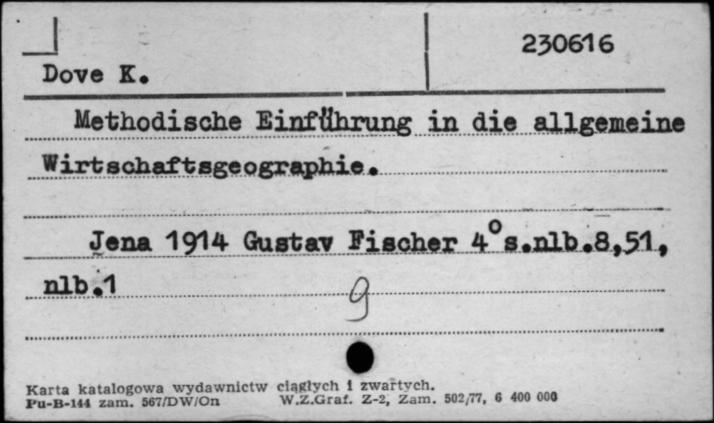 230616
Dove K.
Methodische Einführung in die allgemeine
Wirtschaftsgeographie.
Jena 1914 Gustav Fischer 4° s.nlb.8,51,
nlb.1
g
Karta katalogowa wydawnictw ciągłych i zwartych.
Pu-B-144 zam. 567/DW/On W.Z.Graf. Z-2, Zam. 502/77, 6 400 000